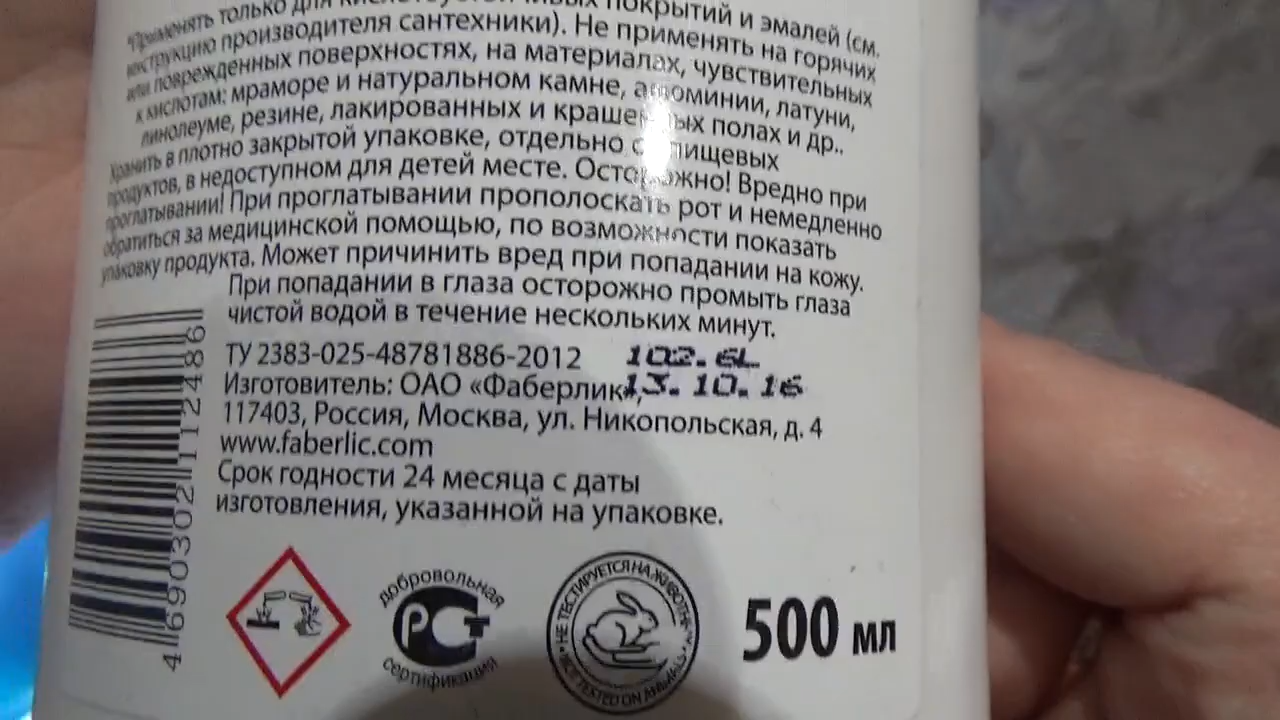 *Применять только для кислотоустойчивых покрытий и эмалей (см.
инструкцию производителя сантехники). Не применять на горячих
или поврежденных поверхностях, на материалах, чувствительных
к кислотам: мраморе и натуральном камне, алюминии, латуни,
линолеуме, резине, лакированных и крашенных полах и др..
Хранить в плотно закрытой упаковке, отдельно от пищевых
продуктов, в недоступном для детей месте. Осторожно! Вредно при
проглатывании! При проглатывании прополоскать рот и немедленно
обратиться за медицинской помощью, по возможности показать
упаковку продукта. Может причинить вред при попадании на кожу.
При попадании в глаза осторожно промыть глаза
чистой водой в течение нескольких минут.
ТУ 2383-025-48781886-2012 102.6L
Изготовитель: ОАО «Фаберлик», 13.10.16
117403, Россия, Москва, ул. Никопольская, д. 4
www.faberlic.com
Срок годности 24 месяца с даты
изготовления, указанной на упаковке.
4690302112486
добровольная
РСТ
сертификация
НЕ ТЕСТИРУЕТСЯ НА ЖИВОТНЫХ
NOT TESTED ON ANIMALS
500 мл